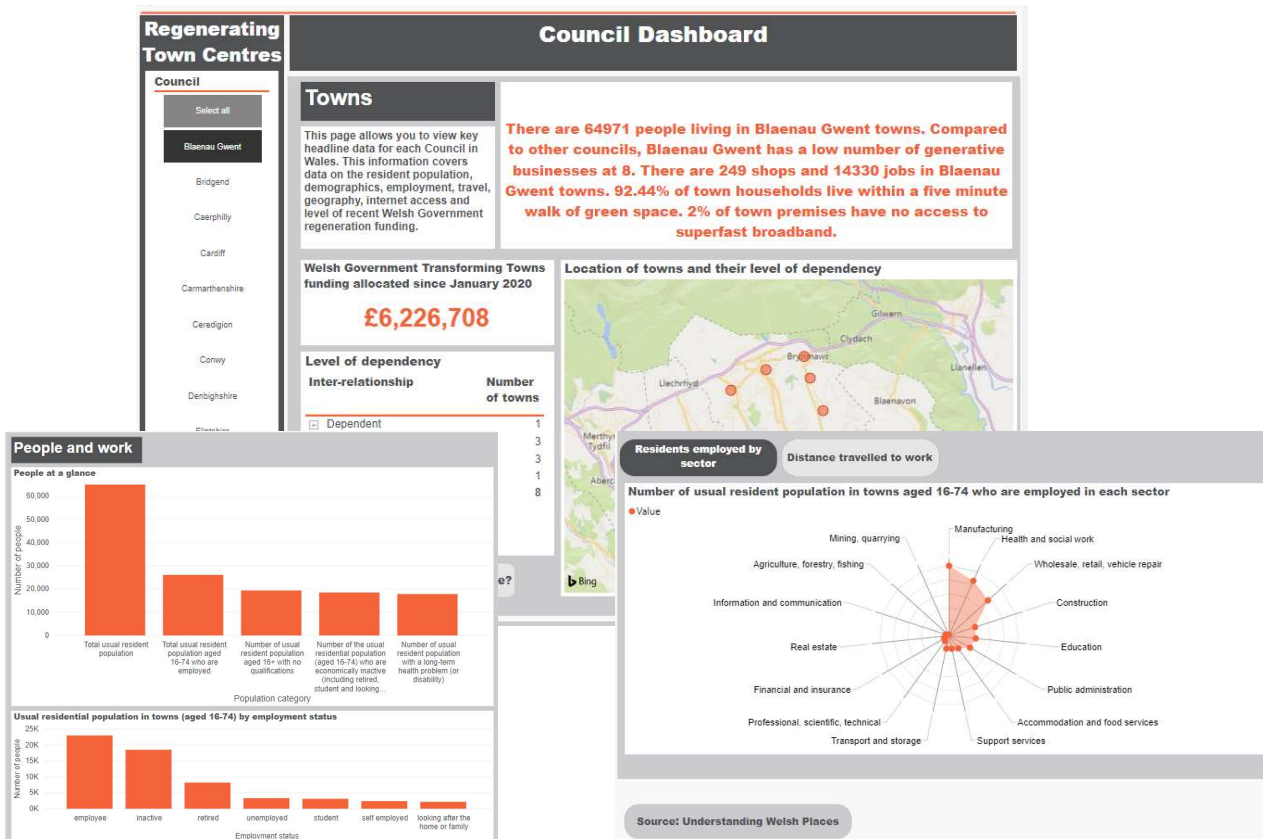 Regenerating
Town Centres
Council Dashboard
Council
Select all
Blaenau Gwent
Bridgend
Caerphilly
Cardiff
Carmarthenshire
Ceredigion
Conwy
Denbighshire
Towns
This page allows you to view key
headline data for each Council in
Wales. This information covers
data on the resident population,
demographics, employment, travel,
geography, internet access and
level of recent Welsh Government
regeneration funding.
There are 64971 people living in Blaenau Gwent towns. Compared
to other councils, Blaenau Gwent has a low number of generative
businesses at 8. There are 249 shops and 14330 jobs in Blaenau
Gwent towns. 92.44% of town households live within a five minute
walk of green space. 2% of town premises have no access to
superfast broadband.
Welsh Government Transforming Towns
funding allocated since January 2020
£6,226,708
Level of dependency
Inter-relationship
Number
of towns
Dependent 1
3
3
1
8
e?
Location of towns and their level of dependency
Gilwern
Clydach
Brynmawr
Llanellen
Llechrhyd
Blaenavon
Merthyr
Tydfil
Aberc
Bing
People and work
People at a glance
Number of people
60,000
50,000
40,000
30,000
20,000
10,000
0
Total usual resident
population
Total usual resident
population aged
16-74 who are
employed
Number of usual
resident population
aged 16+ with no
qualifications
Number of the usual
residential population
(aged 16-74) who are
economically inactive
(including retired,
student and looking...
Number of usual
resident population
with a long-term
health problem (or
disability)
Population category
Usual residential population in towns (aged 16-74) by employment status
Number of people
25K
20K
15K
10K
5K
0K
employee
inactive
retired
unemployed
student
self employed
looking after the
home or family
Employment status
Residents employed by
sector
Distance travelled to work
Number of usual resident population in towns aged 16-74 who are employed in each sector
Value
Manufacturing
Health and social work
Wholesale, retail, vehicle repair
Construction
Education
Public administration
Accommodation and food services
Support services
Transport and storage
Professional, scientific, technical
Financial and insurance
Real estate
Information and communication
Agriculture, forestry, fishing
Mining, quarrying
Source: Understanding Welsh Places